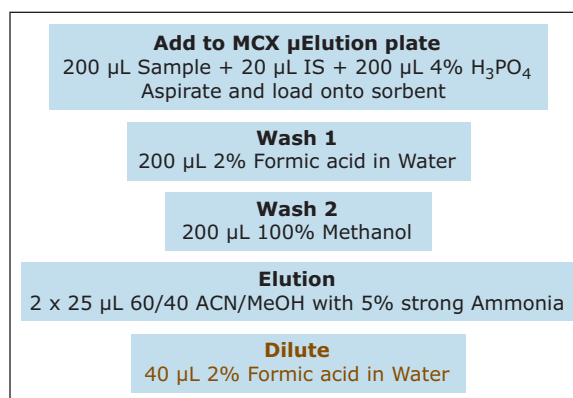 Add to MCX µElution plate
200 µL Sample + 20 µL IS + 200 µL 4% H₃PO₄
Aspirate and load onto sorbent
Wash 1
200 µL 2% Formic acid in Water
Wash 2
200 µL 100% Methanol
Elution
2 x 25 µL 60/40 ACN/MeOH with 5% strong Ammonia
Dilute
40 µL 2% Formic acid in Water